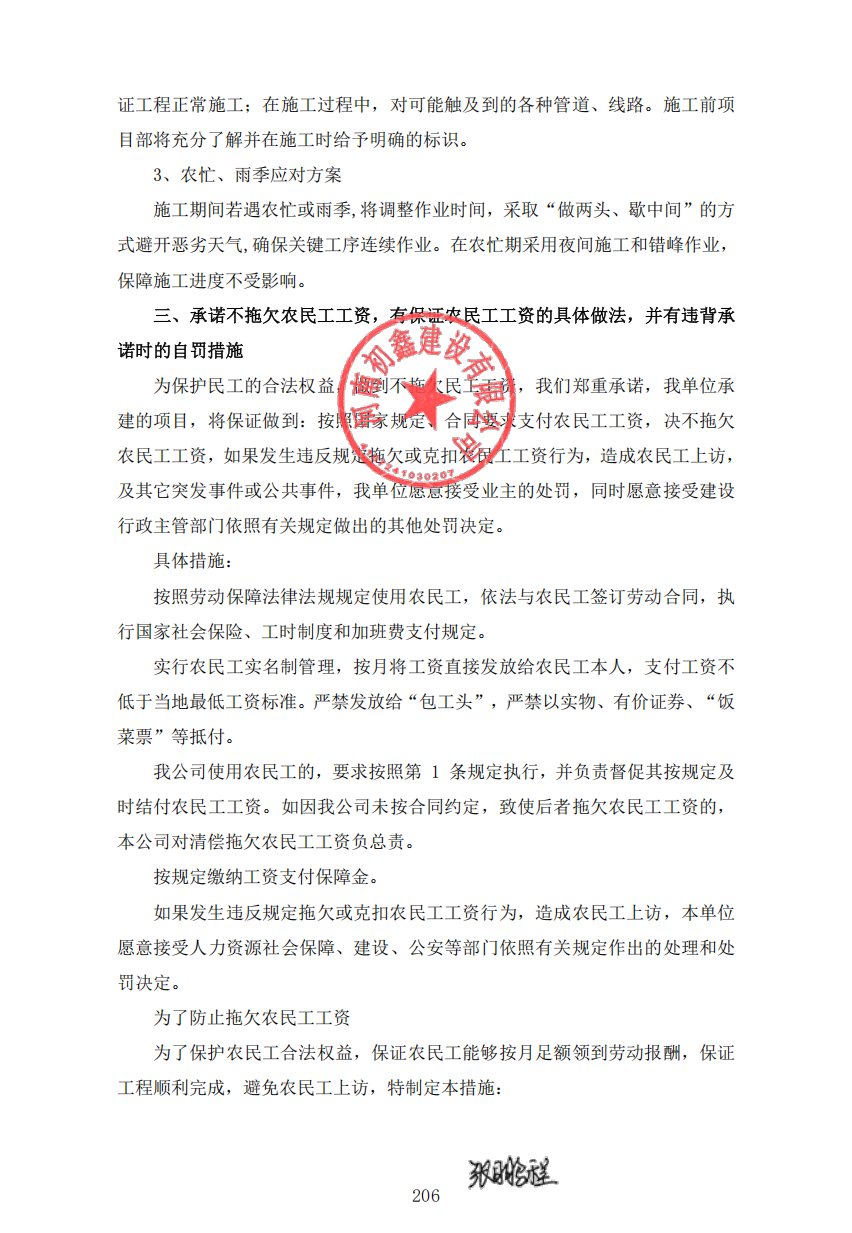 证工程正常施工；在施工过程中，对可能触及到的各种管道、线路。施工前项
目部将充分了解并在施工时给予明确的标识。
3、农忙、雨季应对方案
施工期间若遇农忙或雨季,将调整作业时间，采取“做两头、歇中间”的方
式避开恶劣天气,确保关键工序连续作业。在农忙期采用夜间施工和错峰作业，
保障施工进度不受影响。
三、承诺不拖欠农民工工资，有保证农民工工资的具体做法，并有违背承
诺时的自罚措施
河南初鑫建设有限公司
为保护民工的合法权益，做到不拖欠民工工资，我们郑重承诺，我单位承
建的项目，将保证做到：按照国家规定、合同要求支付农民工工资，决不拖欠
农民工工资，如果发生违反规定拖欠或克扣农民工工资行为，造成农民工上访，
及其它突发事件或公共事件，我单位愿意接受业主的处罚，同时愿意接受建设
行政主管部门依照有关规定做出的其他处罚决定。
具体措施：
按照劳动保障法律法规规定使用农民工，依法与农民工签订劳动合同，执
行国家社会保险、工时制度和加班费支付规定。
实行农民工实名制管理，按月将工资直接发放给农民工本人，支付工资不
低于当地最低工资标准。严禁发放给“包工头”，严禁以实物、有价证券、“饭
菜票”等抵付。
我公司使用农民工的，要求按照第 1 条规定执行，并负责督促其按规定及
时结付农民工工资。如因我公司未按合同约定，致使后者拖欠农民工工资的，
本公司对清偿拖欠农民工工资负总责。
按规定缴纳工资支付保障金。
如果发生违反规定拖欠或克扣农民工工资行为，造成农民工上访，本单位
愿意接受人力资源社会保障、建设、公安等部门依照有关规定作出的处理和处
罚决定。
为了防止拖欠农民工工资
为了保护农民工合法权益，保证农民工能够按月足额领到劳动报酬，保证
工程顺利完成，避免农民工上访，特制定本措施：
206